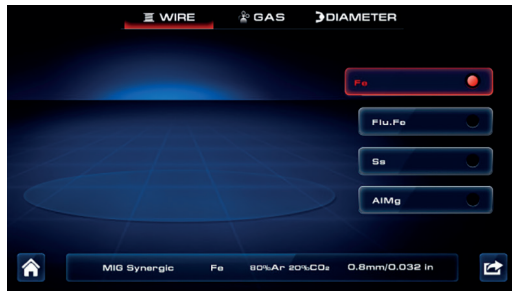 WIRE GAS DIAMETER
Fe
Flu.Fe
Ss
AlMg
MIG Synergic Fe 80%Ar 20%CO₂ 0.8mm/0.032 in